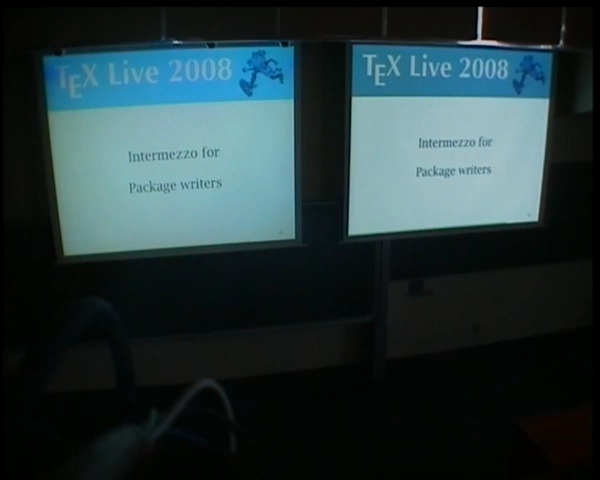 TEX Live 2008
Intermezzo for
Package writers
TEX Live 2008
Intermezzo for
Package writers